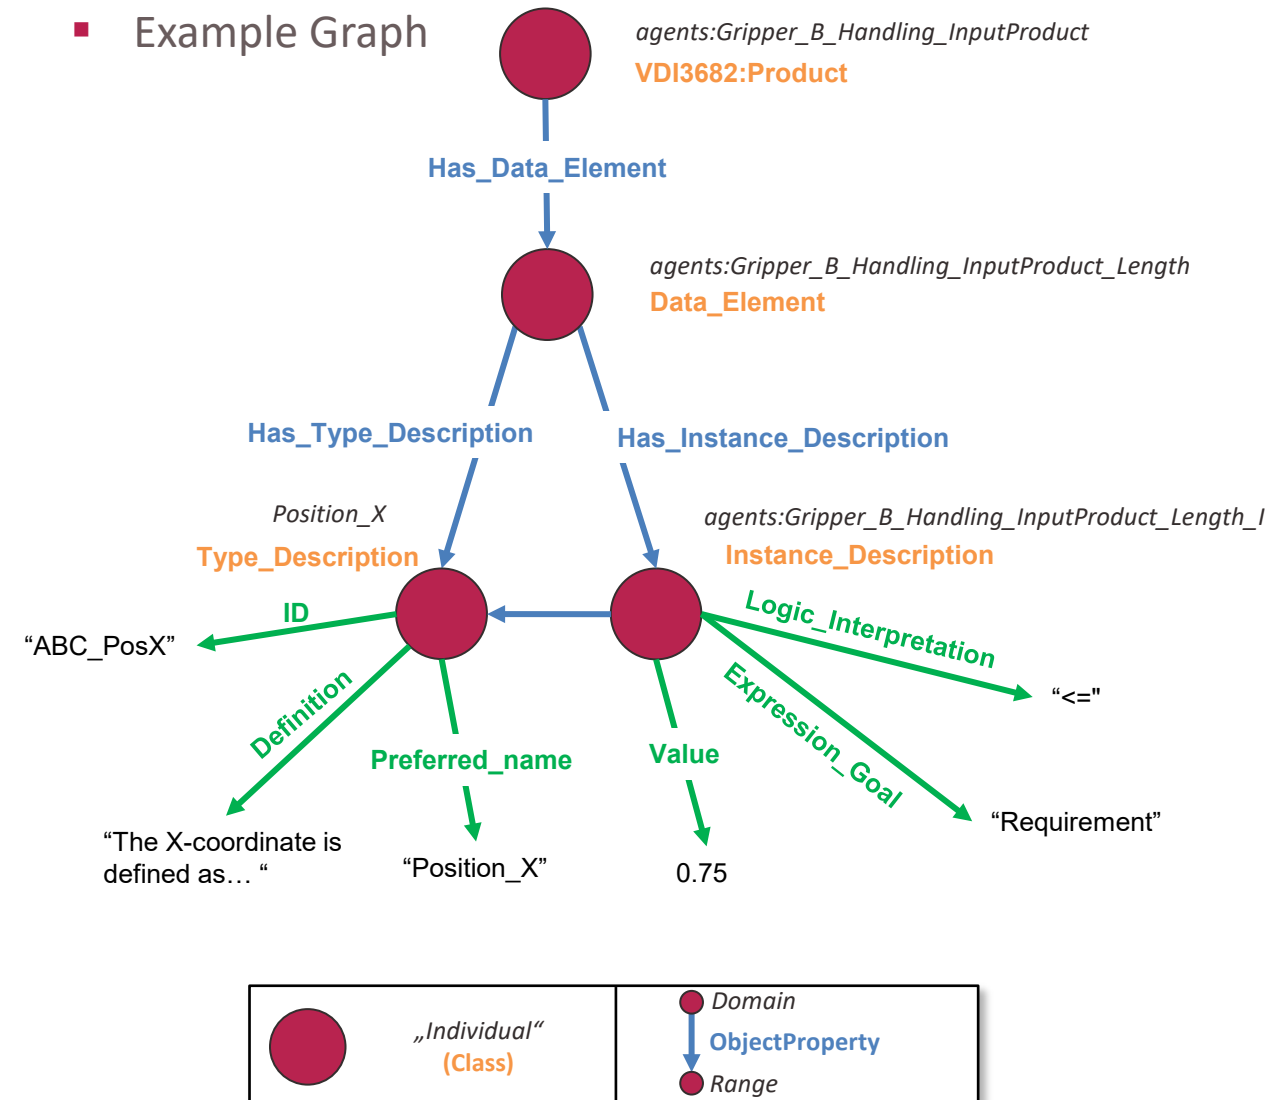 ▪ Example Graph
agents:Gripper_B_Handling_InputProduct
VDI3682:Product
Has_Data_Element
agents:Gripper_B_Handling_InputProduct_Length
Data_Element
Has_Type_Description
Has_Instance_Description
Position_X
Type_Description
agents:Gripper_B_Handling_InputProduct_Length_I
Instance_Description
ID
“ABC_PosX”
Definition
Preferred_name
Value
Logic_Interpretation
Expression_Goal
“<="
“The X-coordinate is
defined as… “
“Position_X”
0.75
“Requirement”
„Individual“
(Class)
Domain
ObjectProperty
Range